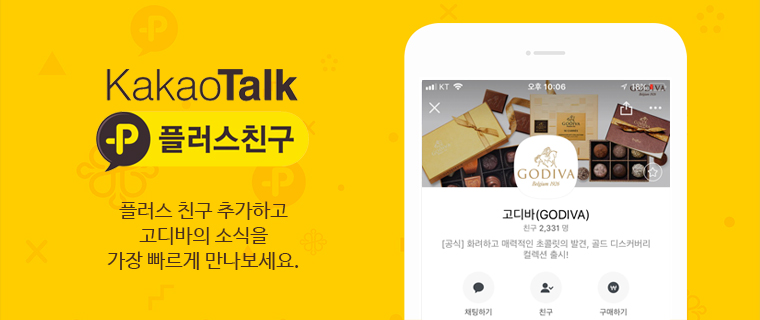 KakaoTalk
플러스친구
플러스 친구 추가하고
고디바의 소식을
가장 빠르게 만나보세요.
KT 오후 10:06
GODIVA
Belgium 1926
고디바(GODIVA)
친구 2,331 명
[공식] 화려하고 매력적인 초콜릿의 발견, 골드 디스커버리
컬렉션 출시!
채팅하기 친구 구매하기